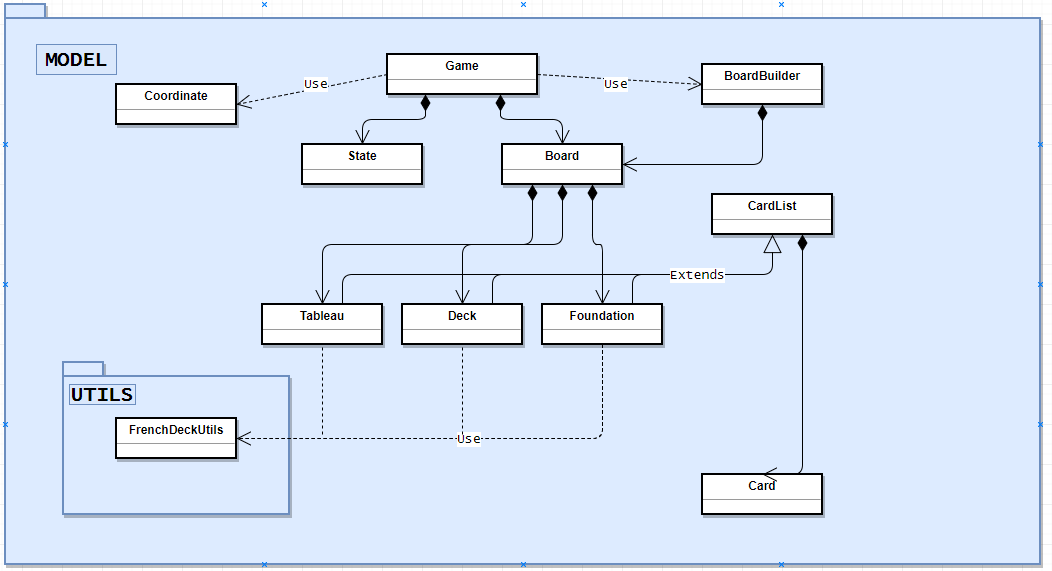 MODEL
Game
BoardBuilder
Coordinate
Use
Use
State
Board
CardList
Extends
Tableau
Deck
Foundation
UTILS
FrenchDeckUtils
Use
Card